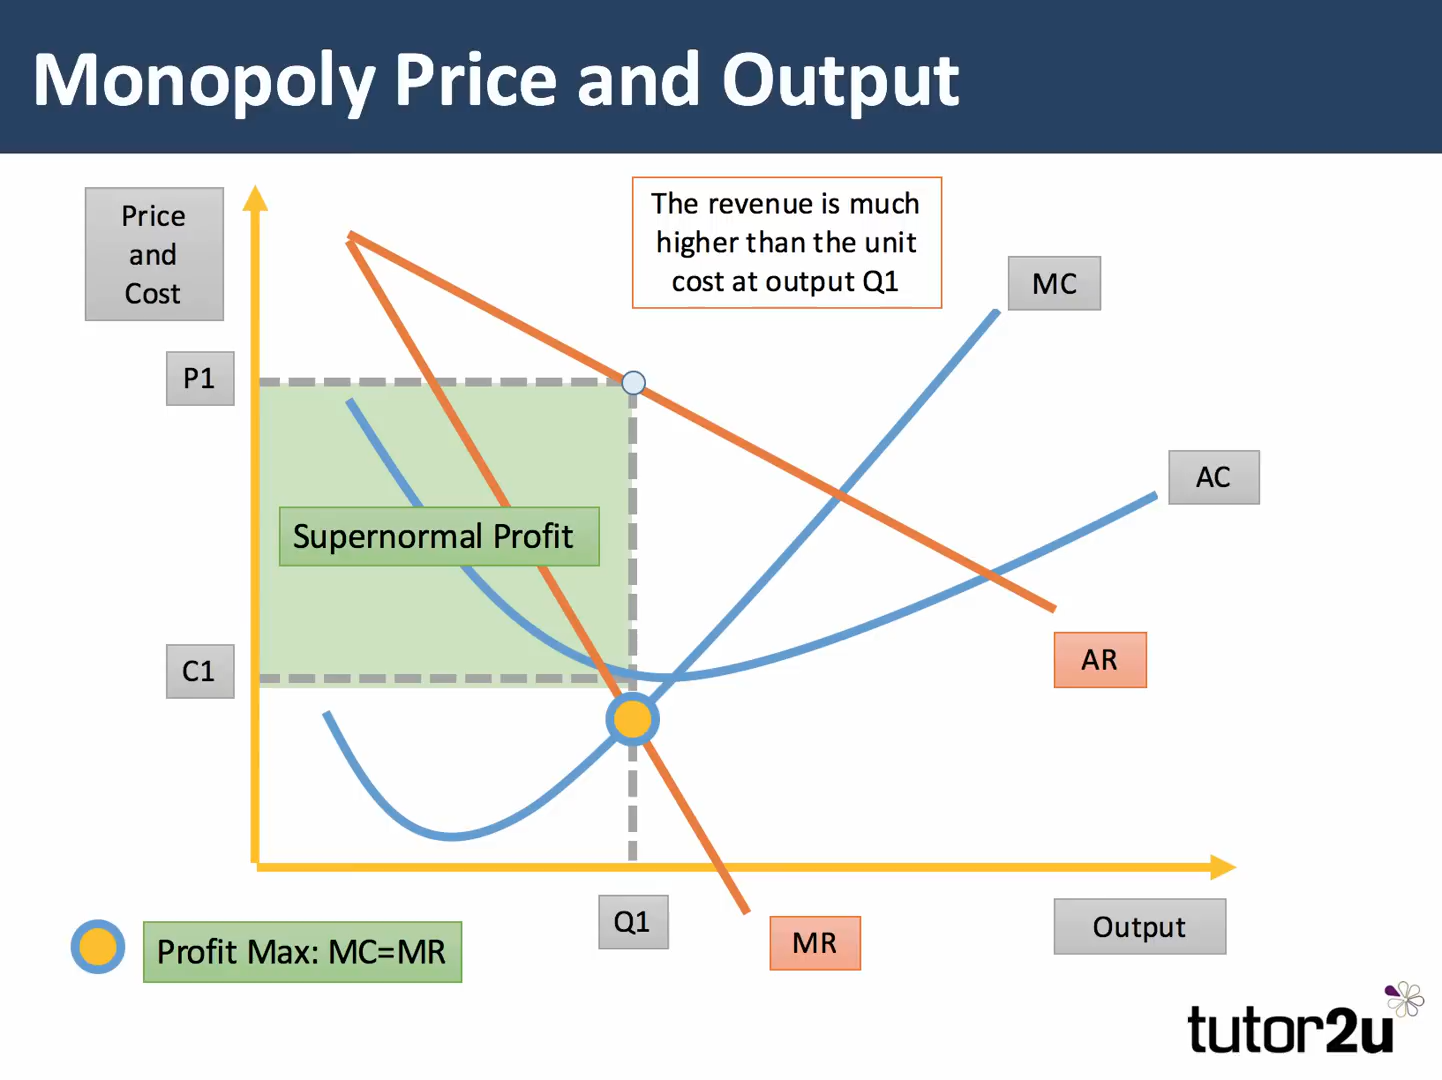 Monopoly Price and Output
Price
and
Cost
The revenue is much
higher than the unit
cost at output Q1
MC
P1
AC
Supernormal Profit
C1
AR
Q1
MR
Output
Profit Max: MC=MR
tutor2u